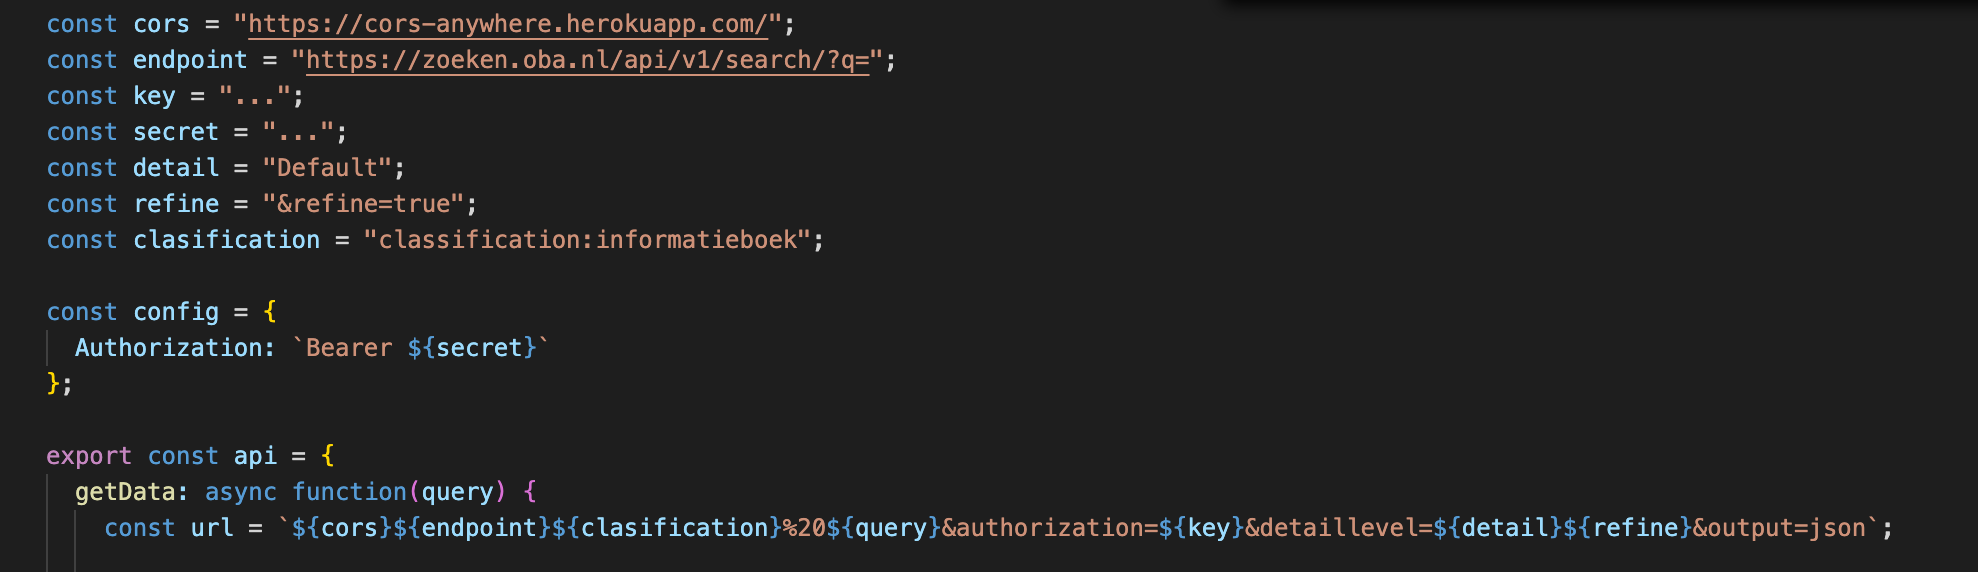 const cors = "https://cors-anywhere.herokuapp.com/";
const endpoint = "https://zoeken.oba.nl/api/v1/search/?q=";
const key = "...";
const secret = "...";
const detail = "Default";
const refine = "&refine=true";
const clasification = "classification:informatieboek";

const config = {
  Authorization: `Bearer ${secret}`
};

export const api = {
  getData: async function(query) {
    const url = `${cors}${endpoint}${clasification}%20${query}&authorization=${key}&detaillevel=${detail}${refine}&output=json`;